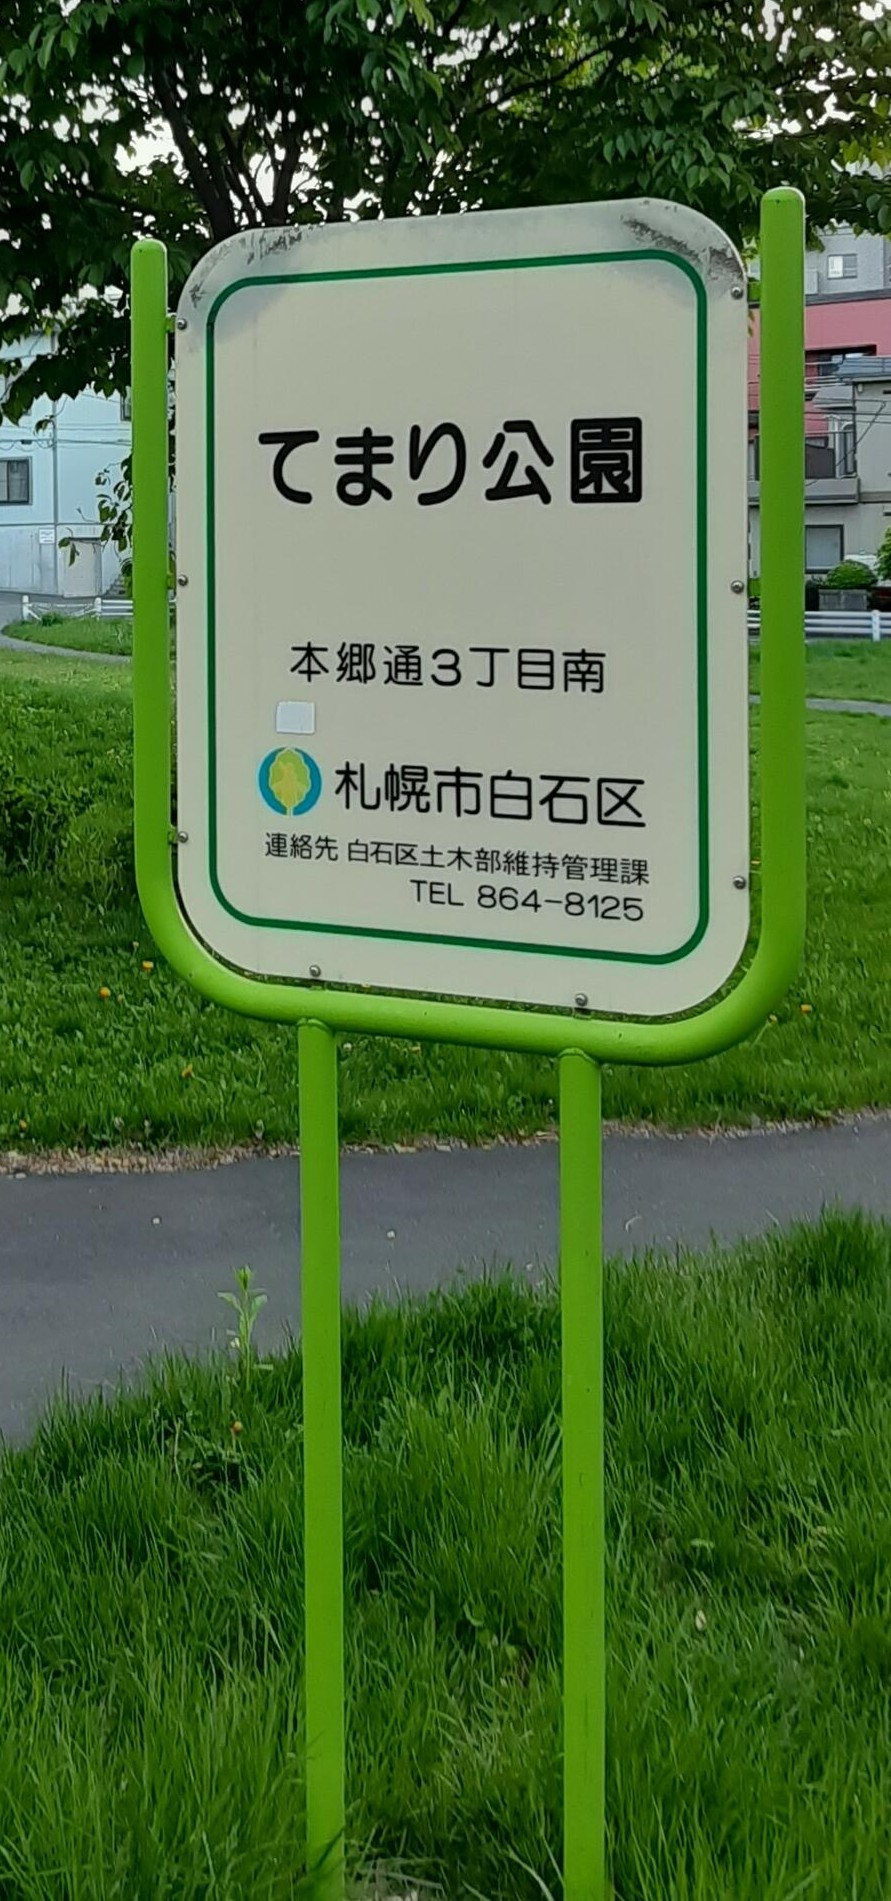 てまり公園
本郷通3丁目南
札幌市白石区
連絡先 白石区土木部維持管理課
TEL 864-8125